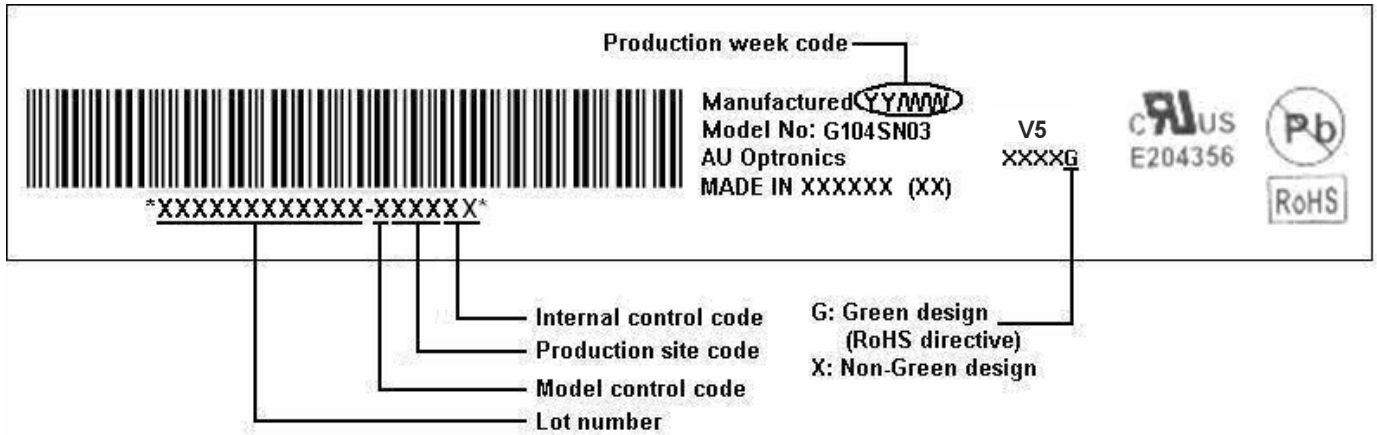 Production week code
Manufactured YY/WW
Model No: G104SN03 V5
AU Optronics XXXXG
MADE IN XXXXXX (XX)
C RU US
E204356
Pb
RoHS
*XXXXXXXXXXXX-XXXXXX*
Internal control code
Production site code
Model control code
Lot number
G: Green design
(RoHS directive)
X: Non-Green design